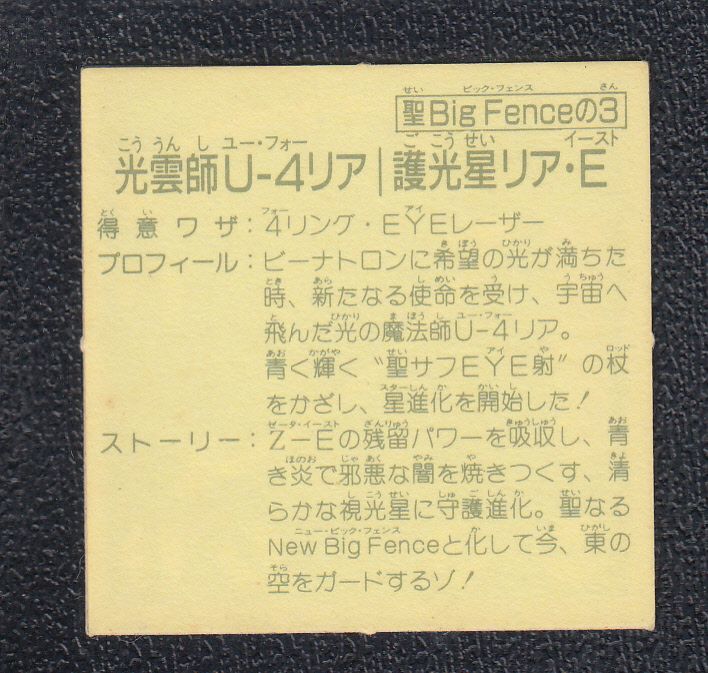 聖Big Fenceの3
光雲師U-4リア|護光星リア・E
得意ワザ:4リング・EYEレーザー
プロフィール:ビーナトロンに希望の光が満ちた
時、新たなる使命を受け、宇宙へ
飛んだ光の魔法師U-4リア。
青く輝く“聖サフEYE射”の杖
をかざし、星進化を開始した!
ストーリー:Z-Eの残留パワーを吸収し、青
き炎で邪悪な闇を焼きつくす、清
らかな視光星に守護進化。聖なる
New Big Fenceと化して今、東の
空をガードするゾ!